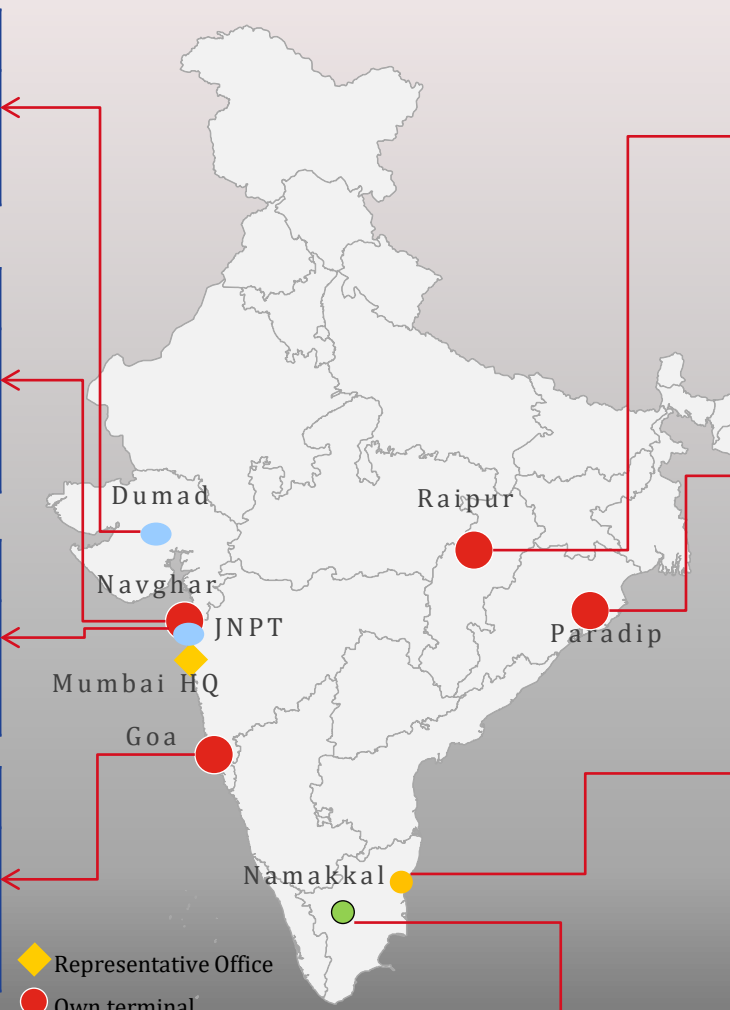 Dumad
Raipur
Navghar
JNPT
Paradip
Mumbai HQ
Goa
Namakkal
Representative Office
Own terminal